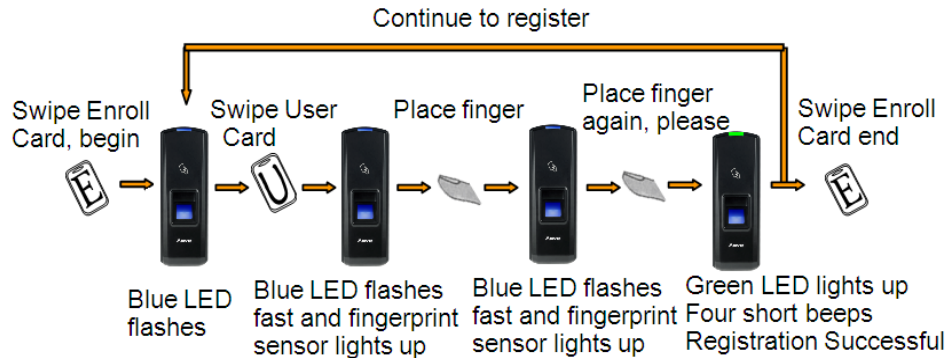 Continue to register
Swipe Enroll
Card, begin
Swipe User
Card
Place finger
Place finger
again, please
Swipe Enroll
Card end
E
U
E
Blue LED
flashes
Blue LED flashes
fast and fingerprint
sensor lights up
Blue LED flashes
fast and fingerprint
sensor lights up
Green LED lights up
Four short beeps
Registration Successful